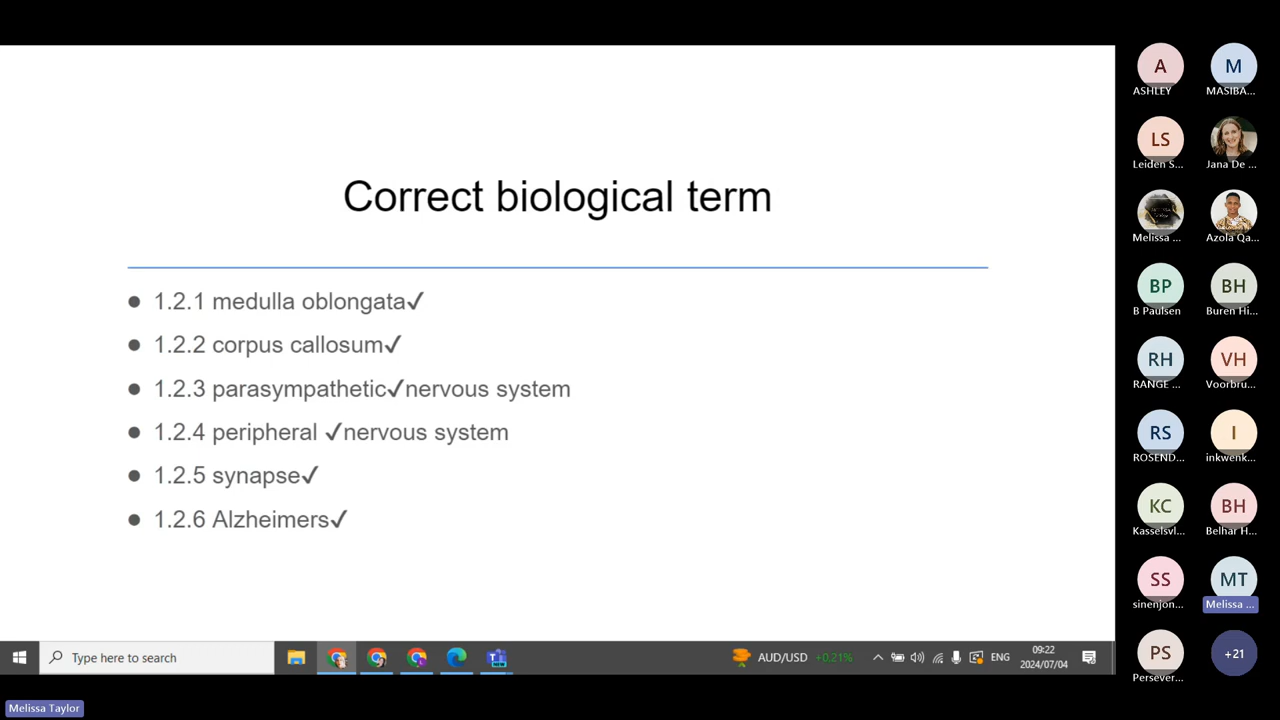 Correct biological term
1.2.1 medulla oblongata✓
1.2.2 corpus callosum✓
1.2.3 parasympathetic✓nervous system
1.2.4 peripheral ✓nervous system
1.2.5 synapse✓
1.2.6 Alzheimers✓
A
ASHLEY
M
MASIBA...
LS
Leiden S...
Jana De ...
Melissa ...
Azola Qa...
BP
B Paulsen
BH
Buren Hi...
RH
RANGE ...
VH
Voorbru...
RS
ROSEND...
I
inkwenk...
KC
Kasselsvl...
BH
Belhar H...
SS
sinenjon...
MT
Melissa ...
PS
Persever...
+21
Type here to search
AUD/USD +0.21%
ENG
09:22
2024/07/04
Melissa Taylor